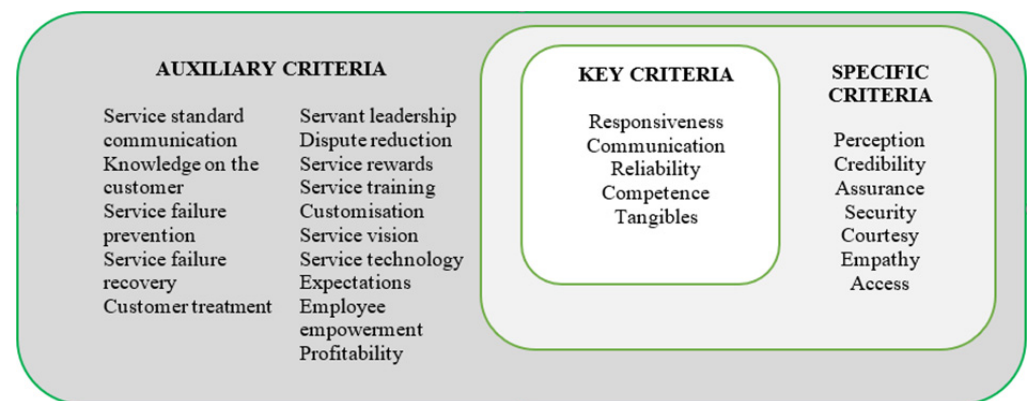 AUXILIARY CRITERIA
Service standard
communication
Knowledge on the
customer
Service failure
prevention
Service failure
recovery
Customer treatment
Servant leadership
Dispute reduction
Service rewards
Service training
Customisation
Service vision
Service technology
Expectations
Employee
empowerment
Profitability
KEY CRITERIA
Responsiveness
Communication
Reliability
Competence
Tangibles
SPECIFIC
CRITERIA
Perception
Credibility
Assurance
Security
Courtesy
Empathy
Access